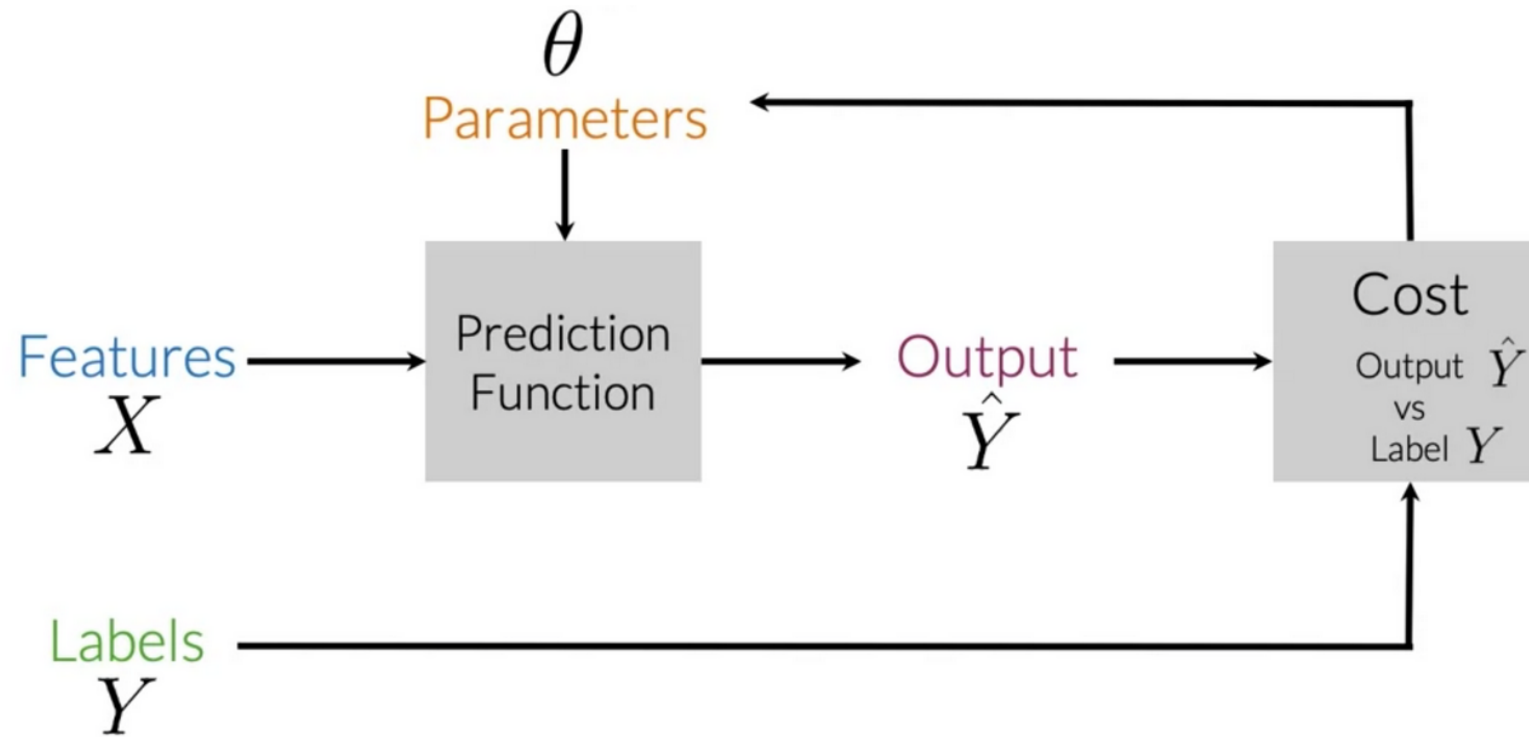 θ
Parameters
Features
X
Prediction
Function
Output
Ŷ
Cost
Output Ŷ
vs
Label Y
Labels
Y